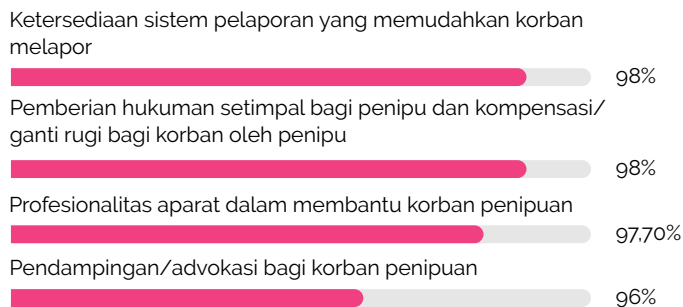 Ketersediaan sistem pelaporan yang memudahkan korban
melapor
98%
Pemberian hukuman setimpal bagi penipu dan kompensasi/
ganti rugi bagi korban oleh penipu
98%
Profesionalitas aparat dalam membantu korban penipuan
97,70%
Pendampingan/advokasi bagi korban penipuan
96%